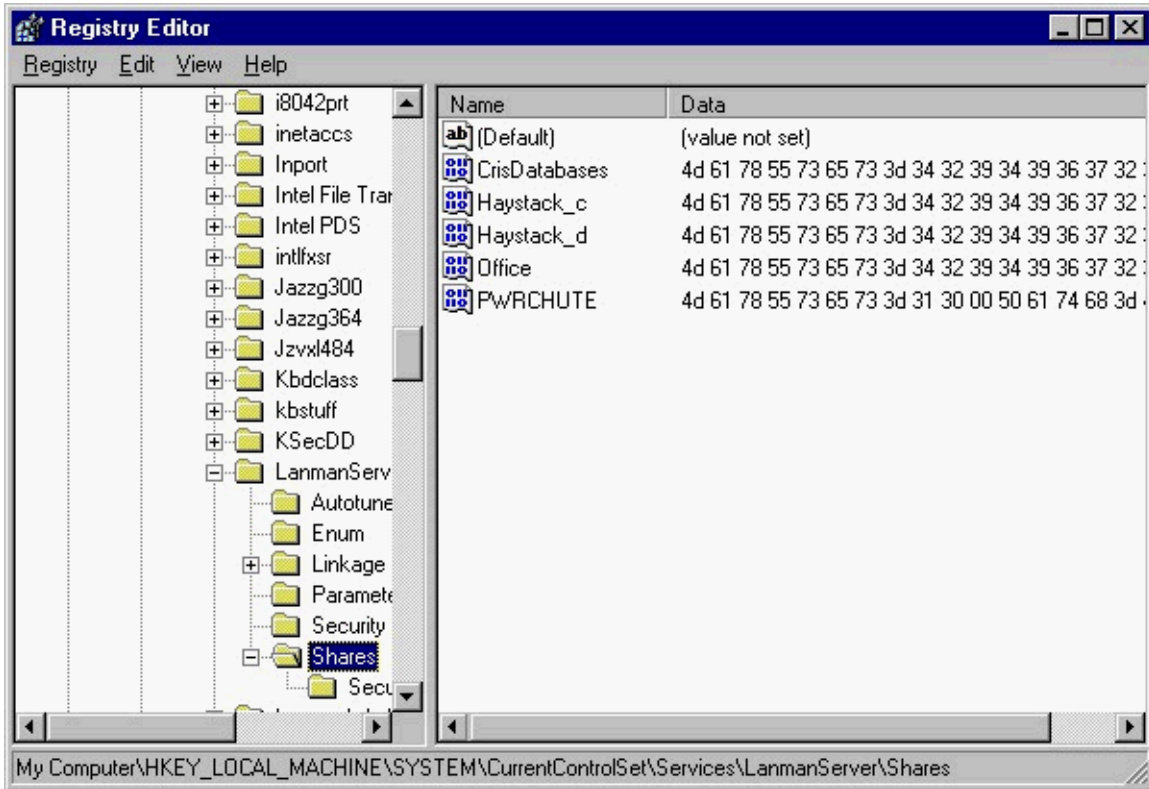 Registry Editor
Registry Edit View Help
i8042prt
inetaccs
Inport
Intel File Trar
Intel PDS
intlfxsr
Jazzg300
Jazzg364
Jzvxl484
Kbdclass
kbstuff
KSecDD
LanmanServ
Autotune
Enum
Linkage
Paramete
Security
Shares
Secu
Name Data
(Default) (value not set)
CrisDatabases 4d 61 78 55 73 65 73 3d 34 32 39 34 39 36 37 32
Haystack_c 4d 61 78 55 73 65 73 3d 34 32 39 34 39 36 37 32
Haystack_d 4d 61 78 55 73 65 73 3d 34 32 39 34 39 36 37 32
Office 4d 61 78 55 73 65 73 3d 34 32 39 34 39 36 37 32
PWRCHUTE 4d 61 78 55 73 65 73 3d 31 30 00 50 61 74 68 3d
My Computer\HKEY_LOCAL_MACHINE\SYSTEM\CurrentControlSet\Services\LanmanServer\Shares